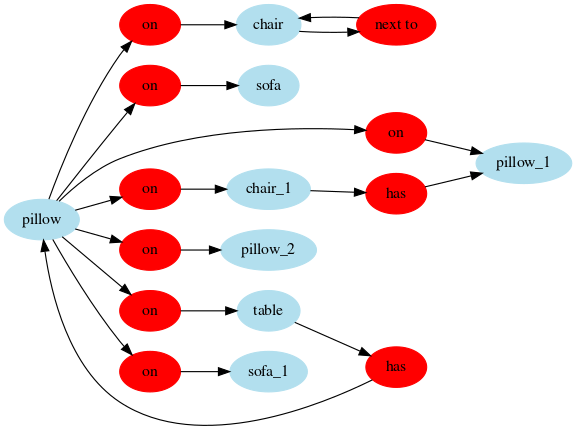 on
chair
next to
on
sofa
on
pillow_1
on
chair_1
has
pillow
on
pillow_2
on
table
has
on
sofa_1